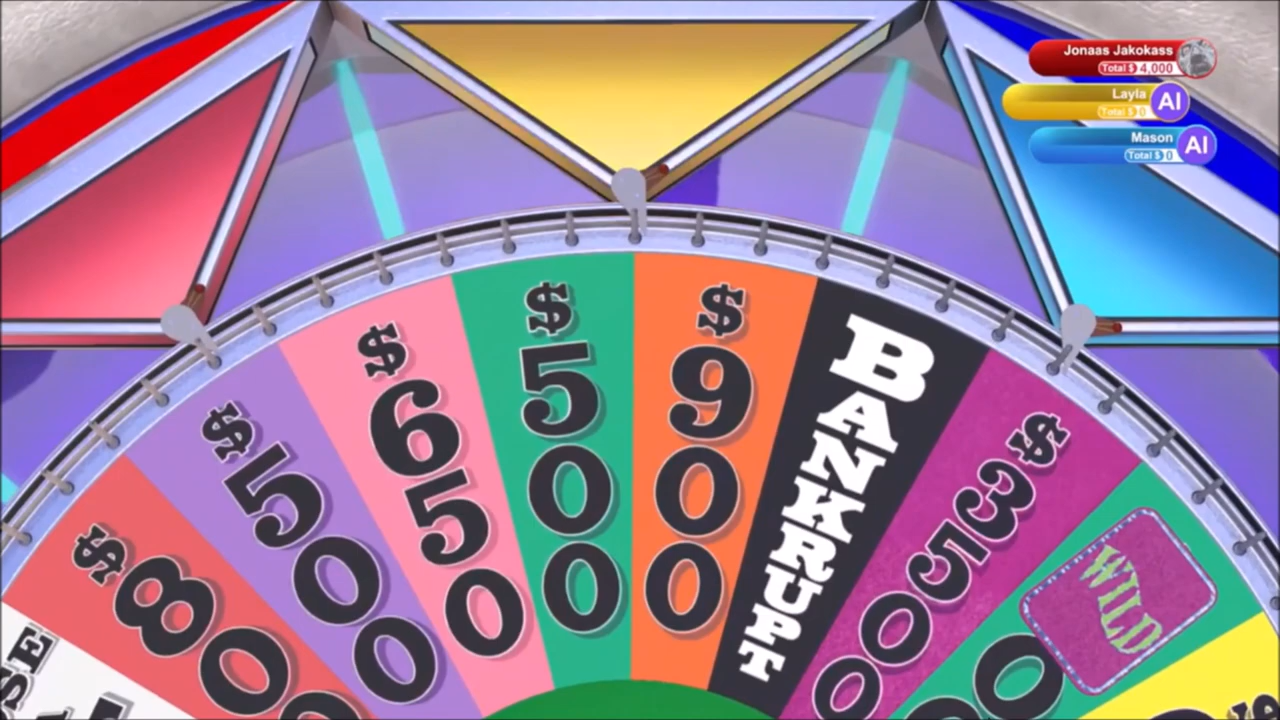 Jonaas Jakokass
Total $ 4,000
Layla
AI
Total $ 0
Mason
AI
Total $ 0
$800
$500
$650
$500
$900
BANKRUPT
$3500
WILD